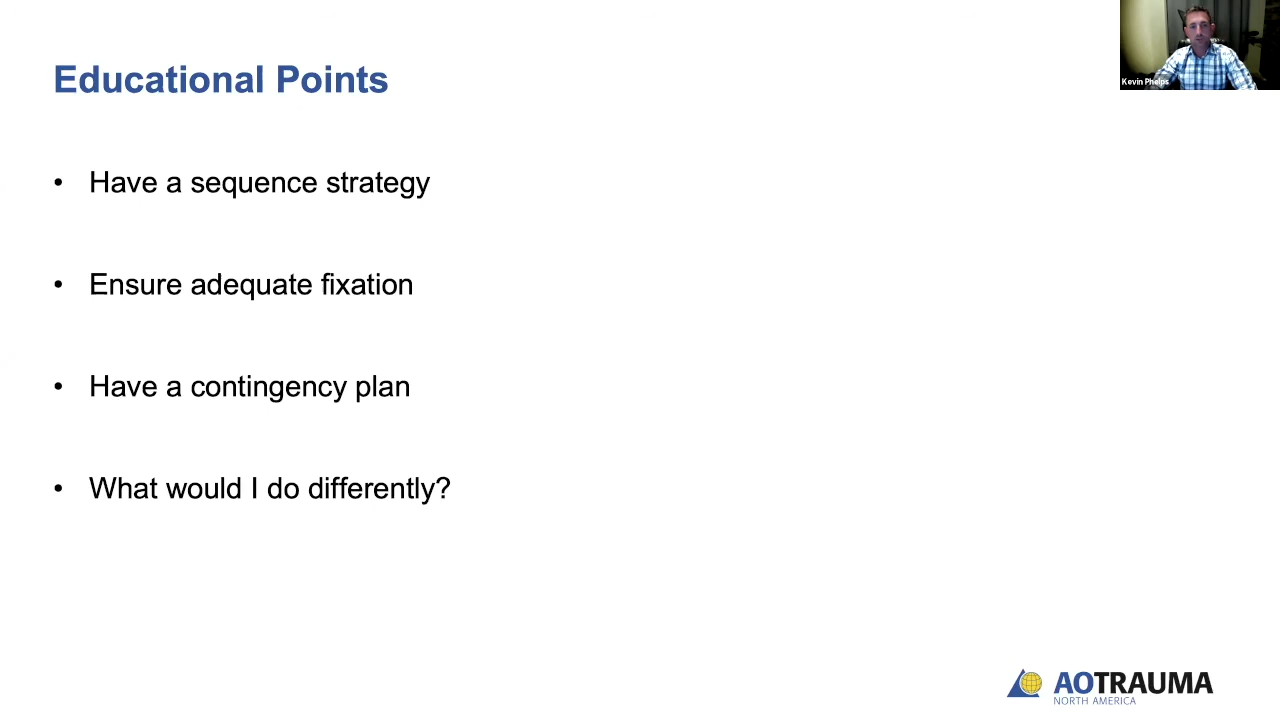 Kevin Phelps
Educational Points
• Have a sequence strategy
• Ensure adequate fixation
• Have a contingency plan
• What would I do differently?
AOTRAUMA
NORTH AMERICA